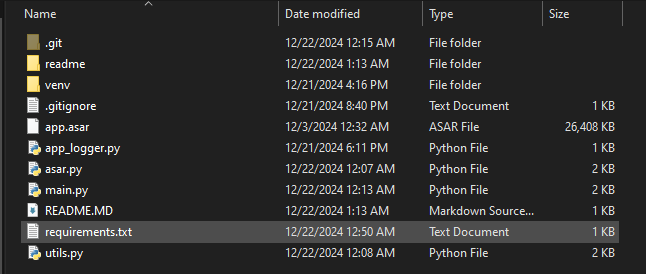 Name Date modified Type Size
.git 12/22/2024 12:15 AM File folder
readme 12/22/2024 1:13 AM File folder
venv 12/21/2024 4:16 PM File folder
.gitignore 12/21/2024 8:40 PM Text Document 1 KB
app.asar 12/3/2024 12:32 AM ASAR File 26,408 KB
app_logger.py 12/21/2024 6:11 PM Python File 1 KB
asar.py 12/22/2024 12:07 AM Python File 2 KB
main.py 12/22/2024 12:13 AM Python File 2 KB
README.MD 12/22/2024 1:13 AM Markdown Source... 1 KB
requirements.txt 12/22/2024 12:50 AM Text Document 1 KB
utils.py 12/22/2024 12:08 AM Python File 2 KB